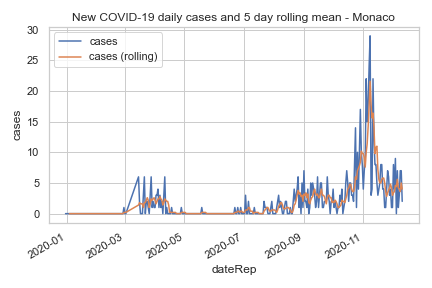 New COVID-19 daily cases and 5 day rolling mean - Monaco
cases
cases (rolling)
30
25
20
15
10
5
0
cases
2020-01
2020-03
2020-05
2020-07
2020-09
2020-11
dateRep